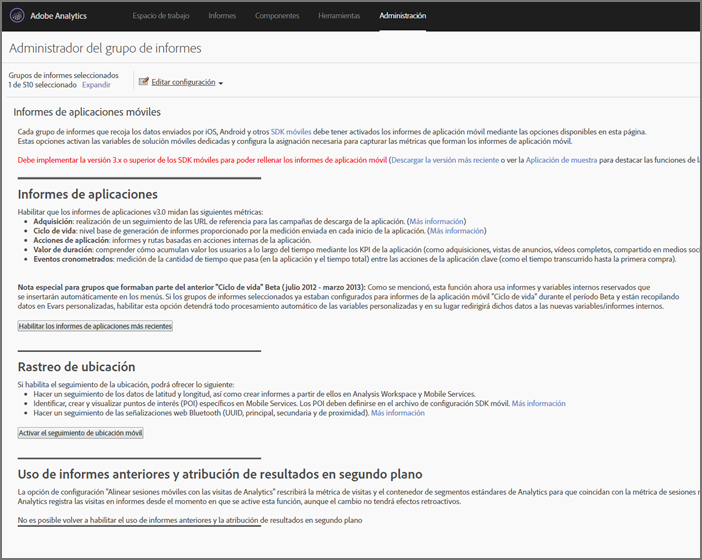 Adobe Analytics
Espacio de trabajo
Informes
Componentes
Herramientas
Administración
Administrador del grupo de informes
Grupos de informes seleccionados
1 de 510 seleccionado Expandir
Editar configuración
Informes de aplicaciones móviles
Cada grupo de informes que recoja los datos enviados por iOS, Android y otros SDK móviles debe tener activados los informes de aplicación móvil mediante las opciones disponibles en esta página.
Estas opciones activan las variables de solución móviles dedicadas y configura la asignación necesaria para capturar las métricas que forman los informes de aplicación móvil.
Debe implementar la versión 3.x o superior de los SDK móviles para poder rellenar los informes de aplicación móvil (Descargar la versión más reciente o ver la Aplicación de muestra para destacar las funciones de la
Informes de aplicaciones
Habilitar que los informes de aplicaciones v3.0 midan las siguientes métricas:
• Adquisición: realización de un seguimiento de las URL de referencia para las campañas de descarga de la aplicación. (Más información)
• Ciclo de vida: nivel base de generación de informes proporcionado por la medición enviada en cada inicio de la aplicación. (Más información)
• Acciones de aplicación: informes y rutas basadas en acciones internas de la aplicación.
• Valor de duración: comprender cómo acumulan valor los usuarios a lo largo del tiempo mediante los KPI de la aplicación (como adquisiciones, vistas de anuncios, vídeos completos, compartido en medios soci
• Eventos cronometrados: medición de la cantidad de tiempo que pasa (en la aplicación y el tiempo total) entre las acciones de la aplicación clave (como el tiempo transcurrido hasta la primera compra).
Nota especial para grupos que formaban parte del anterior "Ciclo de vida" Beta (julio 2012 - marzo 2013): Como se mencionó, esta función ahora usa informes y variables internos reservados que
se insertarán automáticamente en los menús. Si los grupos de informes seleccionados ya estaban configurados para informes de la aplicación móvil "Ciclo de vida" durante el período Beta y están recopilando
datos en Evars personalizadas, habilitar esta opción detendrá todo procesamiento automático de las variables personalizadas y en su lugar redirigirá dichos datos a las nuevas variables/informes internos.
Habilitar los informes de aplicaciones más recientes
Rastreo de ubicación
Si habilita el seguimiento de la ubicación, podrá ofrecer lo siguiente:
• Hacer un seguimiento de los datos de latitud y longitud, así como crear informes a partir de ellos en Analysis Workspace y Mobile Services.
• Identificar, crear y visualizar puntos de interés (POI) específicos en Mobile Services. Los POI deben definirse en el archivo de configuración SDK móvil. Más información
• Hacer un seguimiento de las señalizaciones web Bluetooth (UUID, principal, secundaria y de proximidad). Más información
Activar el seguimiento de ubicación móvil
Uso de informes anteriores y atribución de resultados en segundo plano
La opción de configuración "Alinear sesiones móviles con las visitas de Analytics" rescribirá la métrica de visitas y el contenedor de segmentos estándares de Analytics para que coincidan con la métrica de sesiones
Analytics registra las visitas en informes desde el momento en que se active esta función, aunque el cambio no tendrá efectos retroactivos.
No es posible volver a habilitar el uso de informes anteriores y la atribución de resultados en segundo plano